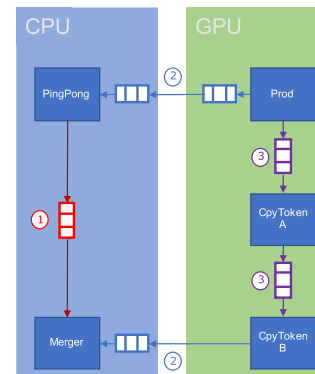 CPU
GPU
PingPong
2
Prod
3
1
CpyToken
A
3
Merger
2
CpyToken
B